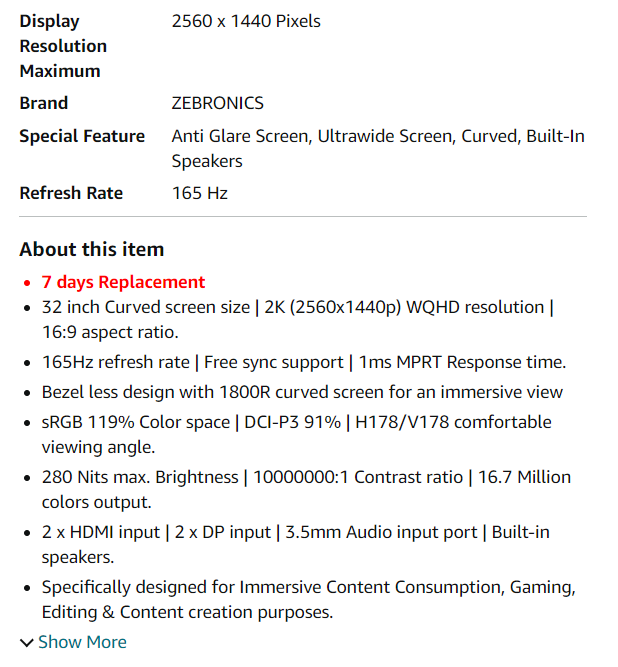 Display 2560 x 1440 Pixels
Resolution
Maximum
Brand ZEBRONICS
Special Feature Anti Glare Screen, Ultrawide Screen, Curved, Built-In
Speakers
Refresh Rate 165 Hz
About this item
• 7 days Replacement
• 32 inch Curved screen size | 2K (2560x1440p) WQHD resolution |
16:9 aspect ratio.
• 165Hz refresh rate | Free sync support | 1ms MPRT Response time.
• Bezel less design with 1800R curved screen for an immersive view
• sRGB 119% Color space | DCI-P3 91% | H178/V178 comfortable
viewing angle.
• 280 Nits max. Brightness | 10000000:1 Contrast ratio | 16.7 Million
colors output.
• 2 x HDMI input | 2 x DP input | 3.5mm Audio input port | Built-in
speakers.
• Specifically designed for Immersive Content Consumption, Gaming,
Editing & Content creation purposes.
Show More